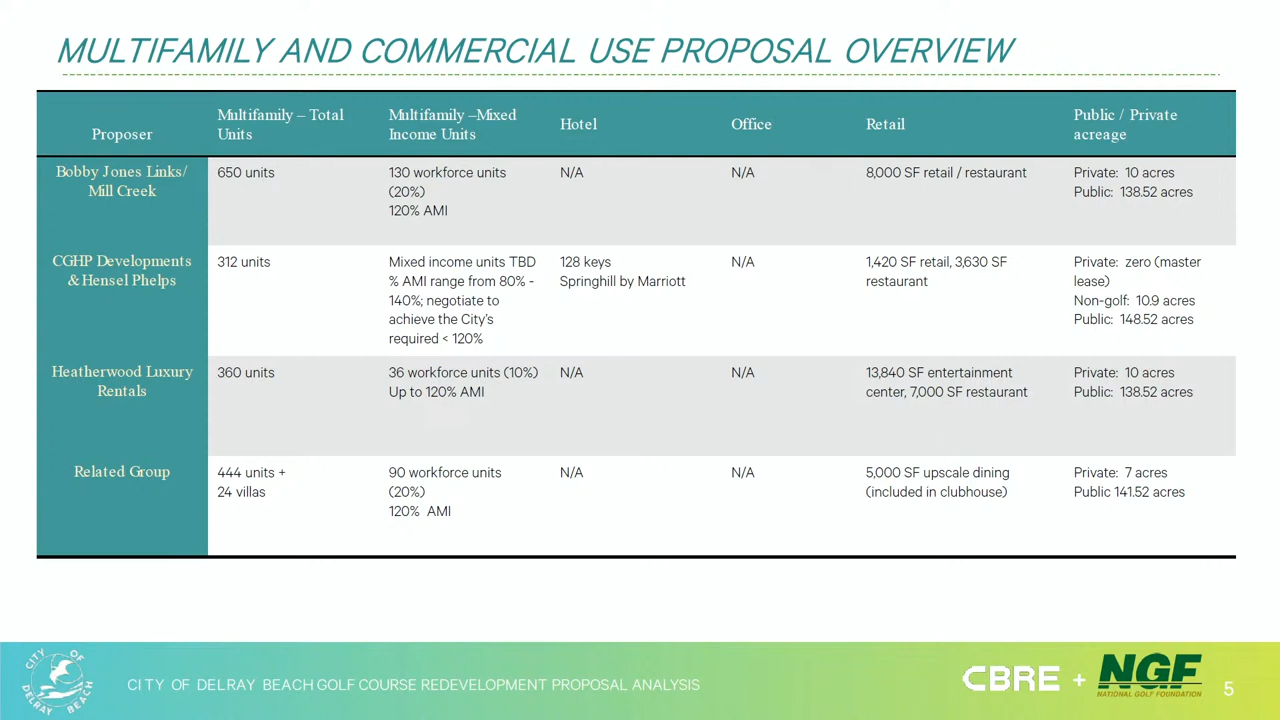 MULTIFAMILY AND COMMERCIAL USE PROPOSAL OVERVIEW
Proposer
Multifamily – Total
Units
Multifamily –Mixed
Income Units
Hotel
Office
Retail
Public / Private
acreage
Bobby Jones Links/
Mill Creek
650 units
130 workforce units
(20%)
120% AMI
N/A
N/A
8,000 SF retail / restaurant
Private: 10 acres
Public: 138.52 acres
CGHP Developments
& Hensel Phelps
312 units
Mixed income units TBD
% AMI range from 80% -
140%; negotiate to
achieve the City's
required < 120%
128 keys
Springhill by Marriott
N/A
1,420 SF retail, 3,630 SF
restaurant
Private: zero (master
lease)
Non-golf: 10.9 acres
Public: 148.52 acres
Heatherwood Luxury
Rentals
360 units
36 workforce units (10%)
Up to 120% AMI
N/A
N/A
13,840 SF entertainment
center, 7,000 SF restaurant
Private: 10 acres
Public: 138.52 acres
Related Group
444 units +
24 villas
90 workforce units
(20%)
120% AMI
N/A
N/A
5,000 SF upscale dining
(included in clubhouse)
Private: 7 acres
Public 141.52 acres
CITY OF
DELRAY BEACH
CITY OF DELRAY BEACH GOLF COURSE REDEVELOPMENT PROPOSAL ANALYSIS
CBRE + NGF
NATIONAL GOLF FOUNDATION
5